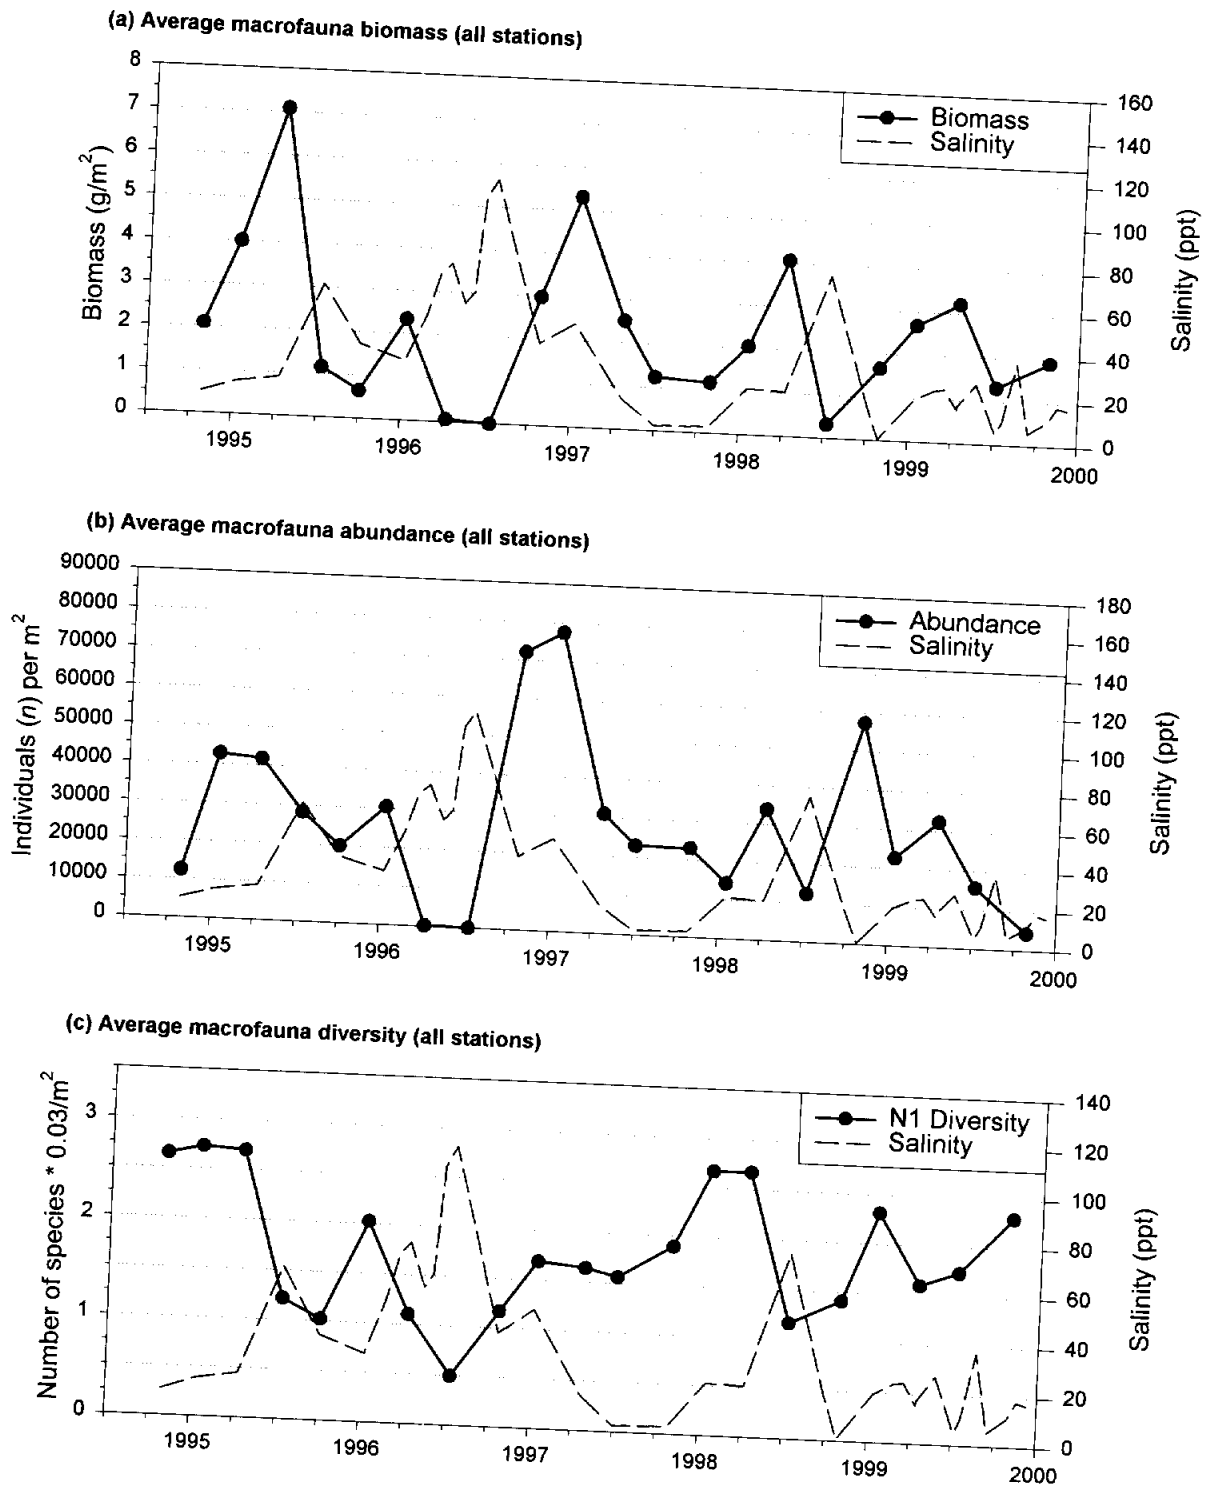 (a) Average macrofauna biomass (all stations)
8
7
6
5
4
3
2
1
0
Biomass (g/m²)
Biomass
Salinity
160
140
120
100
80
60
40
20
0
Salinity (ppt)
1995 1996 1997 1998 1999 2000
(b) Average macrofauna abundance (all stations)
90000
80000
70000
60000
50000
40000
30000
20000
10000
0
Individuals (n) per m²
Abundance
Salinity
180
160
140
120
100
80
60
40
20
0
Salinity (ppt)
1995 1996 1997 1998 1999 2000
(c) Average macrofauna diversity (all stations)
3
2
1
0
Number of species * 0.03/m²
N1 Diversity
Salinity
140
120
100
80
60
40
20
0
Salinity (ppt)
1995 1996 1997 1998 1999 2000